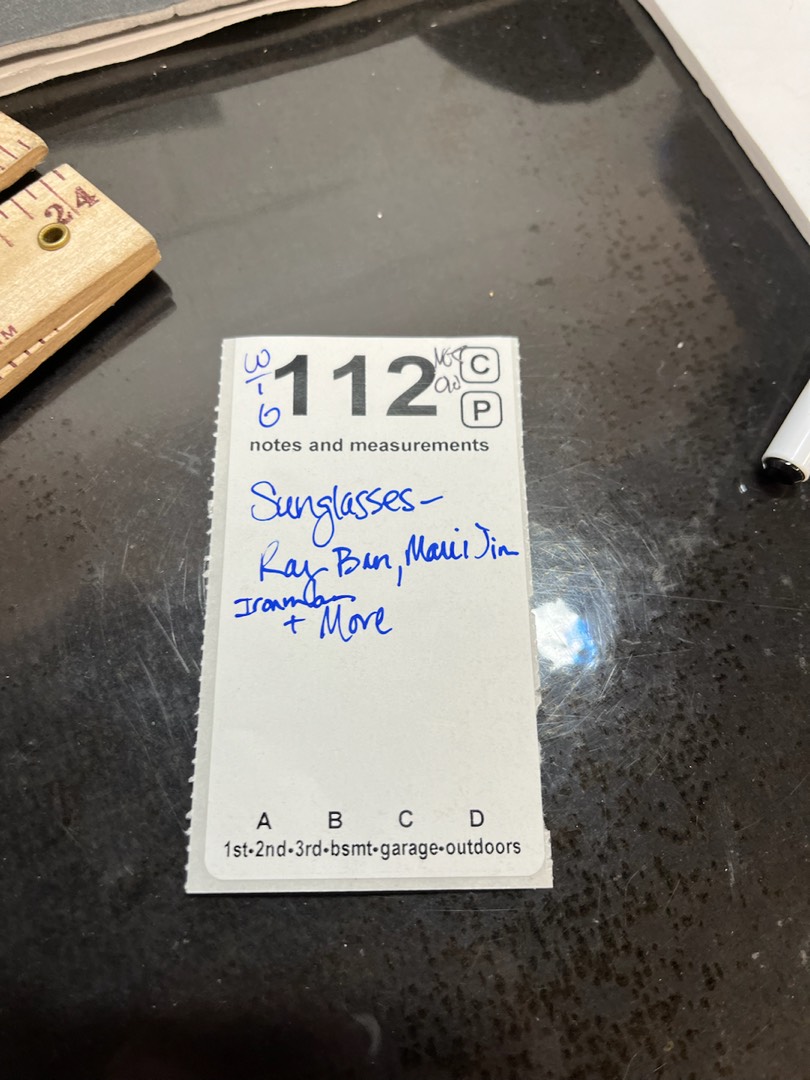 24
112
C
P
notes and measurements
Sunglasses-
Ray Ban, Maui Jim
Ironman
+ More
A B C D
1st•2nd•3rd•bsmt•garage•outdoors